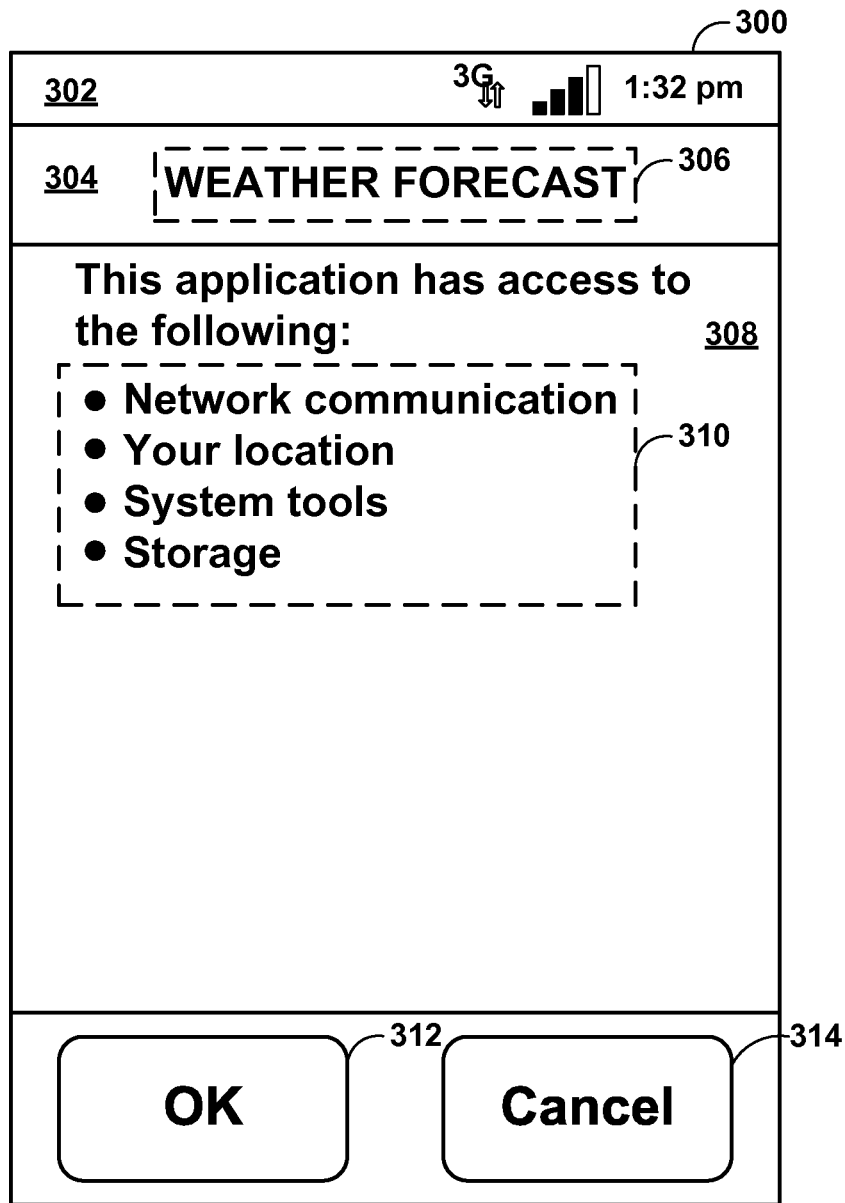 300
302 3G 1:32 pm
304 WEATHER FORECAST 306
This application has access to
the following:
308
● Network communication
● Your location
● System tools
● Storage
310
312
314
OK Cancel